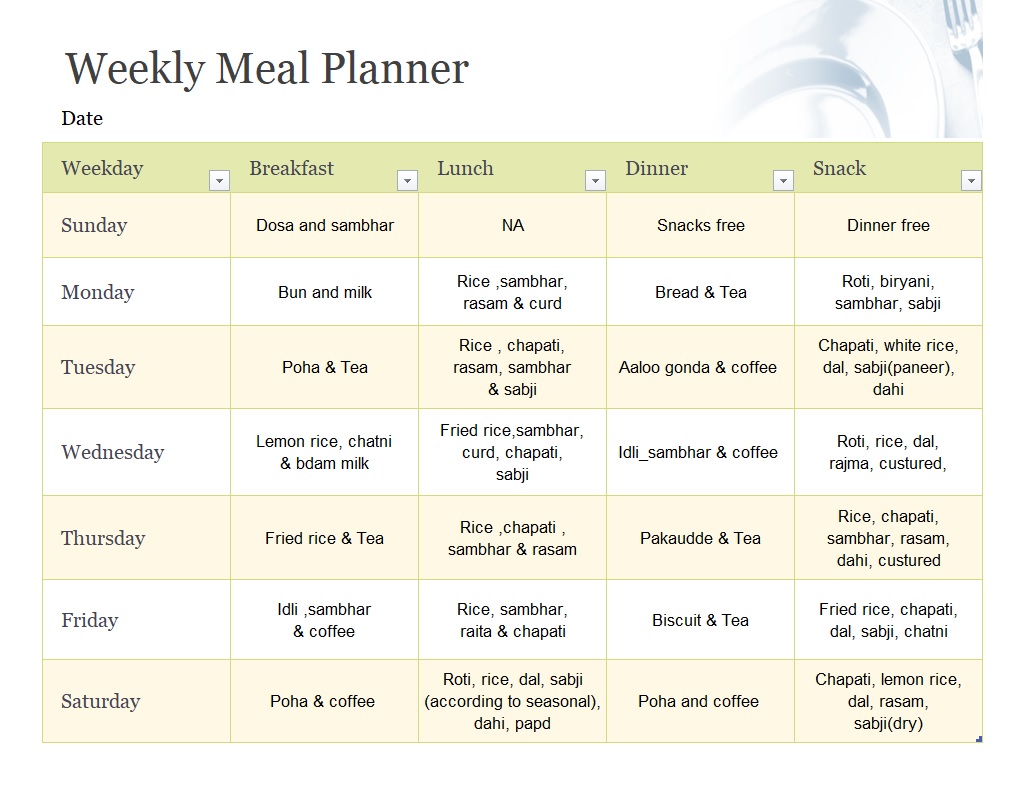 Weekly Meal Planner
Date
Weekday Breakfast Lunch Dinner Snack
Sunday
Dosa and sambhar
NA
Snacks free
Dinner free
Monday
Bun and milk
Rice ,sambhar,
rasam & curd
Bread & Tea
Roti, biryani,
sambhar, sabji
Tuesday
Poha & Tea
Rice , chapati,
rasam, sambhar
& sabji
Aaloo gonda & coffee
Chapati, white rice,
dal, sabji(paneer),
dahi
Wednesday
Lemon rice, chatni
& bdam milk
Fried rice,sambhar,
curd, chapati,
sabji
Idli_sambhar & coffee
Roti, rice, dal,
rajma, custured,
Thursday
Fried rice & Tea
Rice ,chapati ,
sambhar & rasam
Pakaudde & Tea
Rice, chapati,
sambhar, rasam,
dahi, custured
Friday
Idli ,sambhar
& coffee
Rice, sambhar,
raita & chapati
Biscuit & Tea
Fried rice, chapati,
dal, sabji, chatni
Saturday
Poha & coffee
Roti, rice, dal, sabji
(according to seasonal),
dahi, papd
Poha and coffee
Chapati, lemon rice,
dal, rasam,
sabji(dry)